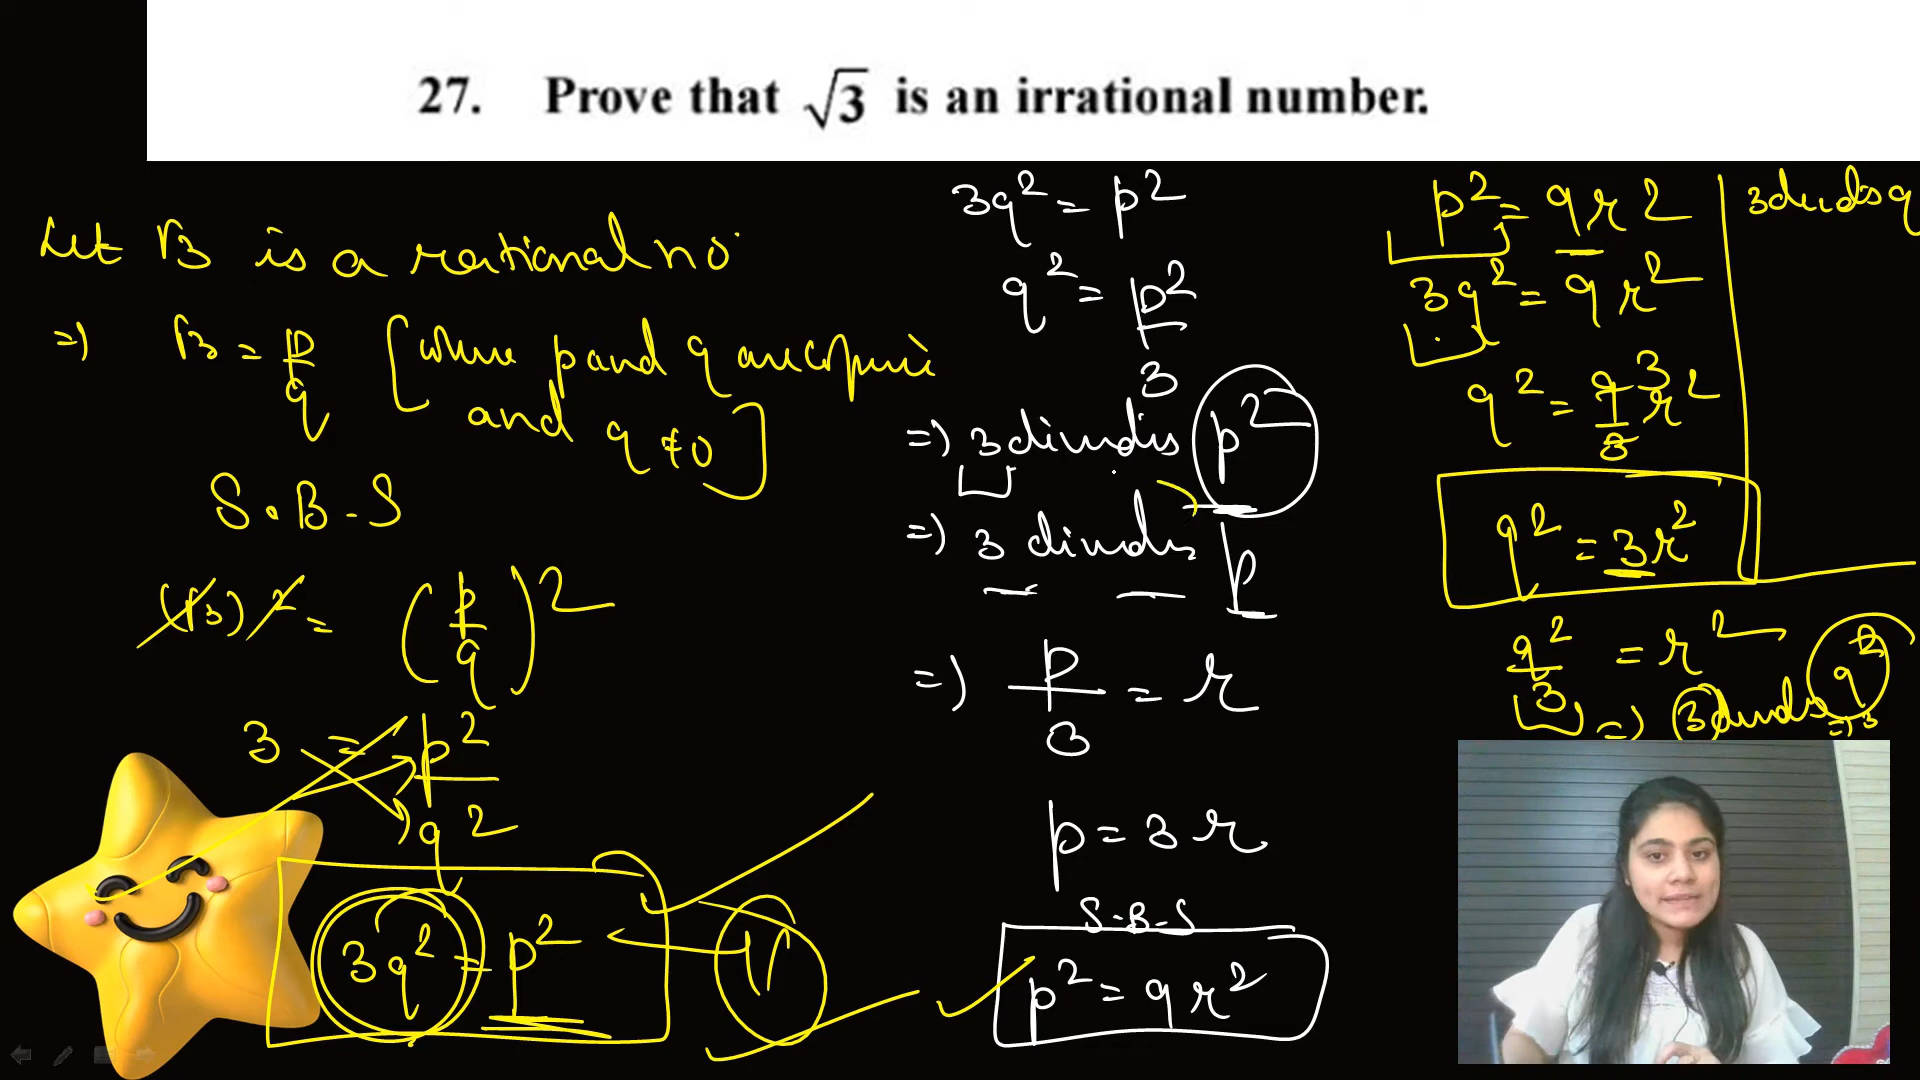 27. Prove that √3 is an irrational number.
Let √3 is a rational no.
=) √3 = p/q [where p and q are coprime
and q ≠ 0]
S.B.S
(√3)² = (p/q)²
3 = p²/q²
3q² = p²
3q² = p²
q² = p²/3
=) 3 divides p²
=) 3 divides p
=) p/3 = r
p = 3r
S-B-S
p² = 9r²
p² = 9r²
3q² = 9r²
q² = 9r²/3
3
q² = 3r²
q²/3 = r²
=) 3 divides q²
=) 3
3 divides q